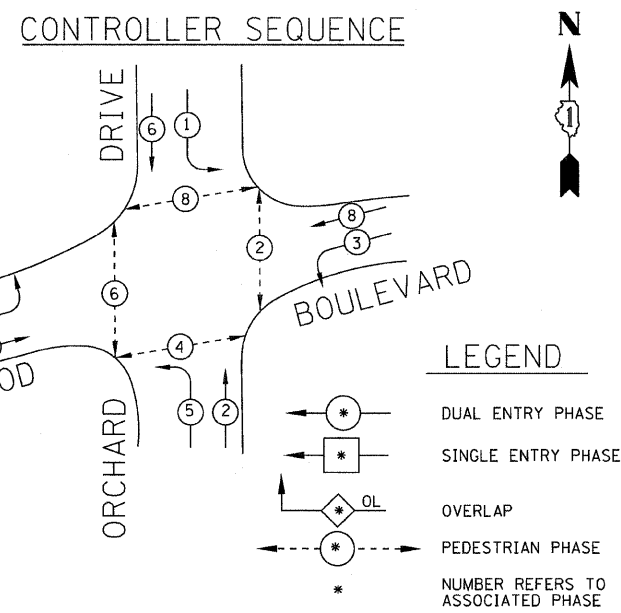 CONTROLLER SEQUENCE
N
1
DRIVE
6
1
8
8
2
3
6
BOULEVARD
4
OD
LEGEND
5
2
ORCHARD
* DUAL ENTRY PHASE
* SINGLE ENTRY PHASE
* OL OVERLAP
* PEDESTRIAN PHASE
* NUMBER REFERS TO
ASSOCIATED PHASE